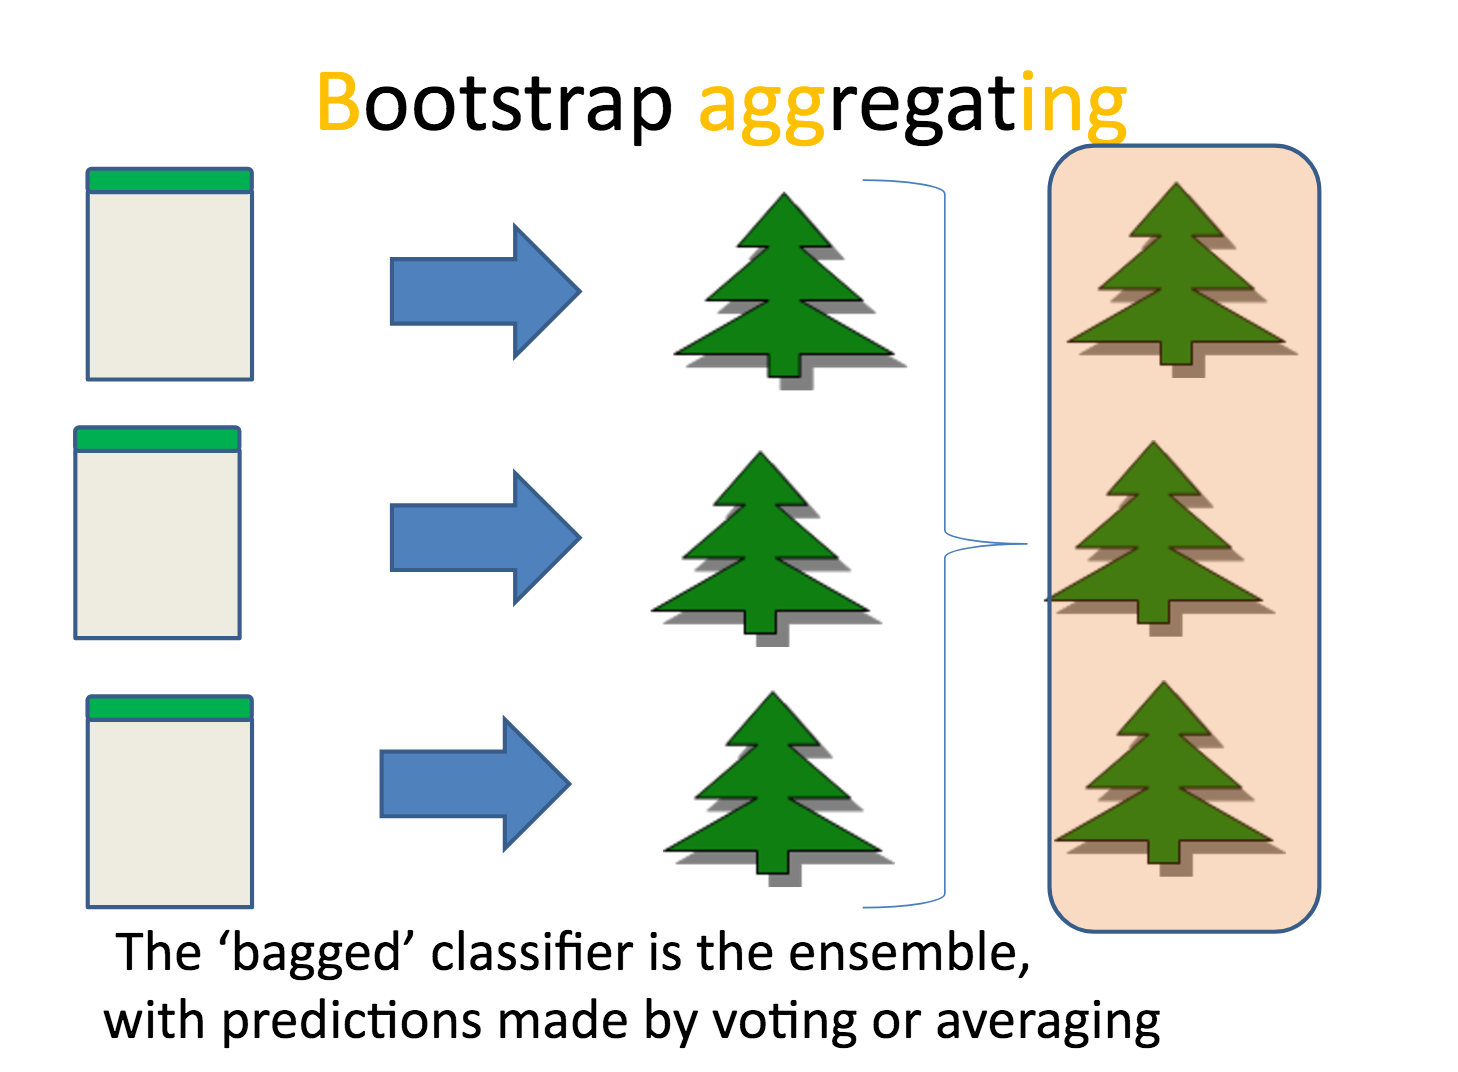 Bootstrap aggregating
The ‘bagged’ classifier is the ensemble,
with predictions made by voting or averaging